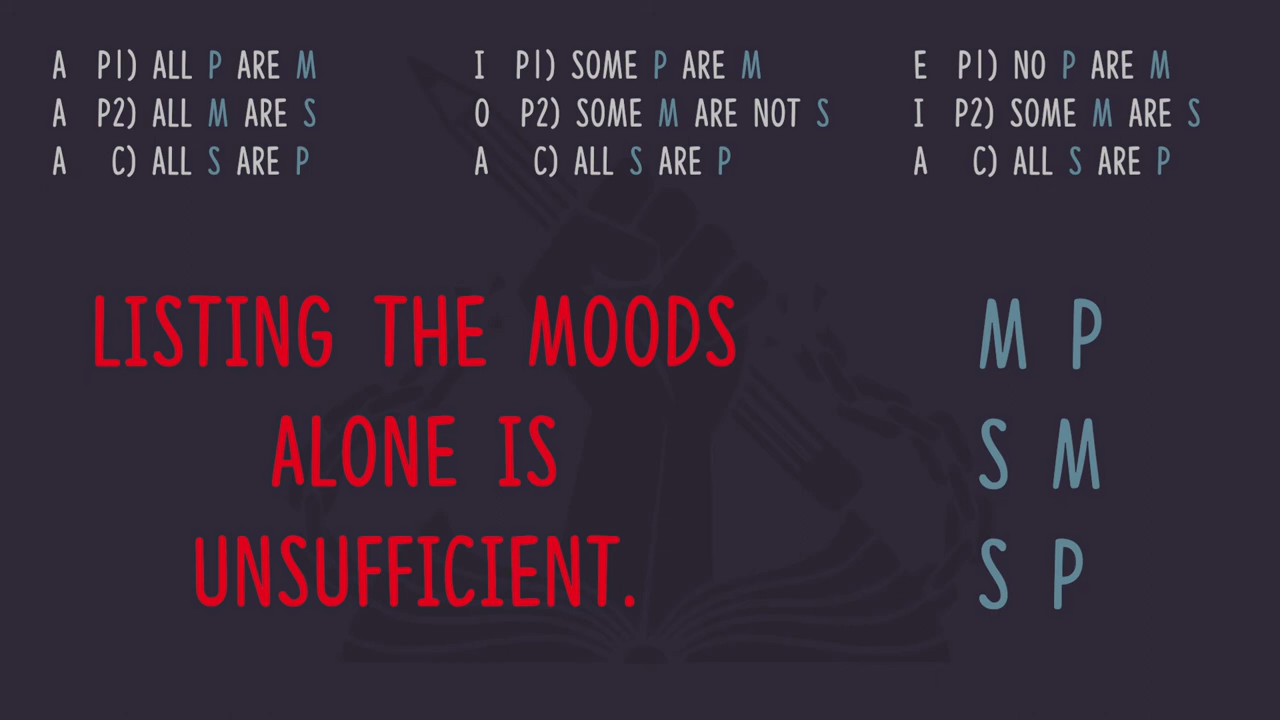 A P1) ALL P ARE M
A P2) ALL M ARE S
A C) ALL S ARE P
I P1) SOME P ARE M
O P2) SOME M ARE NOT S
A C) ALL S ARE P
E P1) NO P ARE M
I P2) SOME M ARE S
A C) ALL S ARE P
LISTING THE MOODS
ALONE IS
UNSUFFICIENT.
M P
S M
S P